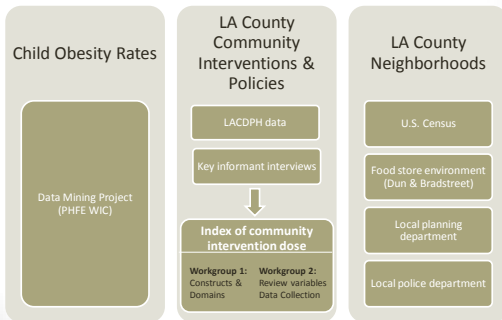 Child Obesity Rates
Data Mining Project
(PHFE WIC)
LA County
Community
Interventions &
Policies
LACDPH data
Key informant interviews
Index of community
intervention dose
Workgroup 1:
Constructs &
Domains
Workgroup 2:
Review variables
Data Collection
LA County
Neighborhoods
U.S. Census
Food store environment
(Dun & Bradstreet)
Local planning
department
Local police department